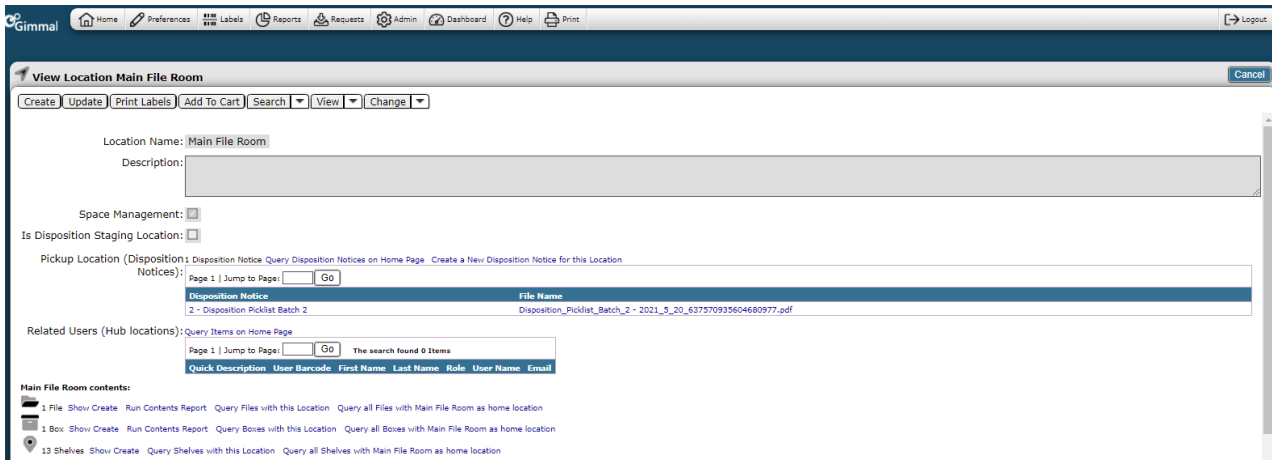 Gimmal Home Preferences Labels Reports Requests Admin Dashboard Help Print Logout
View Location Main File Room Cancel
Create Update Print Labels Add To Cart Search View Change
Location Name: Main File Room
Description:
Space Management:
Is Disposition Staging Location:
Pickup Location (Disposition Notices): 1 Disposition Notice Query Disposition Notices on Home Page Create a New Disposition Notice for this Location
Page 1 | Jump to Page: Go
Disposition Notice File Name
2 - Disposition Picklist Batch 2 Disposition_Picklist_Batch_2 - 2021_5_20_637570935604680977.pdf
Related Users (Hub locations): Query Items on Home Page
Page 1 | Jump to Page: Go The search found 0 Items
Quick Description User Barcode First Name Last Name Role User Name Email
Main File Room contents:
1 File Show Create Run Contents Report Query Files with this Location Query all Files with Main File Room as home location
1 Box Show Create Run Contents Report Query Boxes with this Location Query all Boxes with Main File Room as home location
13 Shelves Show Create Query Shelves with this Location Query all Shelves with Main File Room as home location